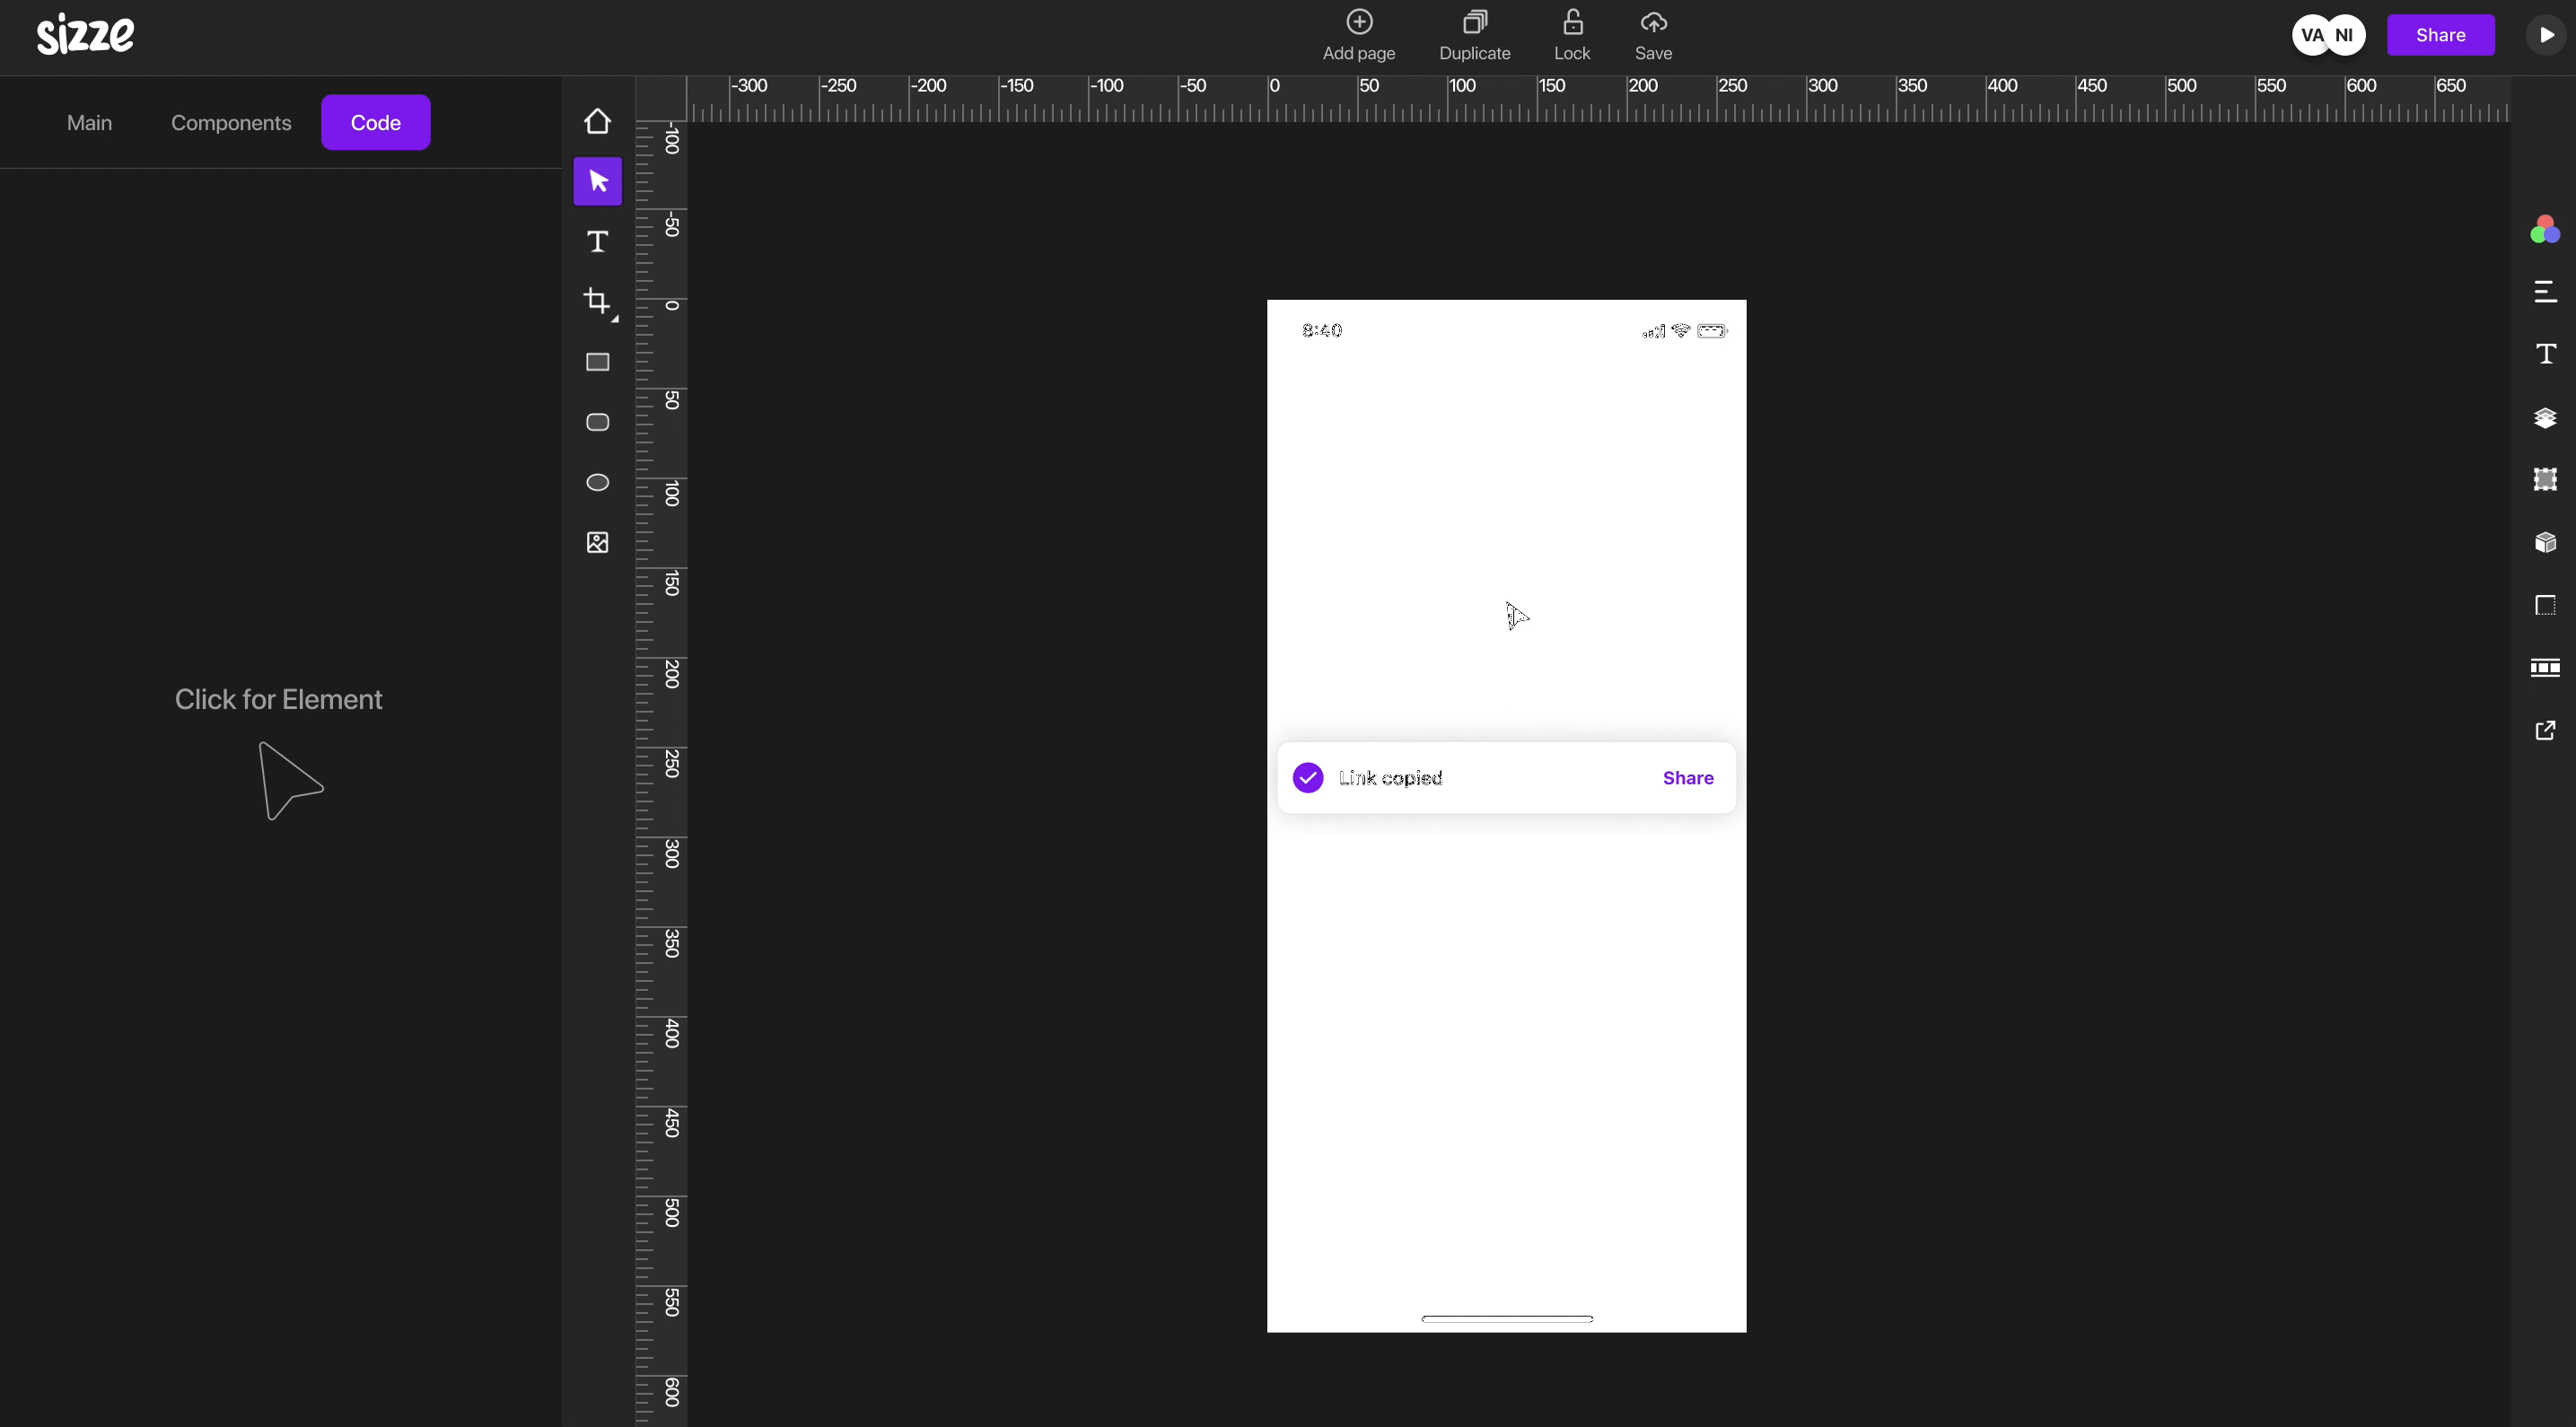 sizze
Add page
Duplicate
Lock
Save
VA
NI
Share
Main
Components
Code
-300 -250 -200 -150 -100 -50 0 50 100 150 200 250 300 350 400 450 500 550 600 650
-100
-50
0
50
100
150
200
250
300
350
400
450
500
550
600
8:40
Click for Element
Link copied
Share